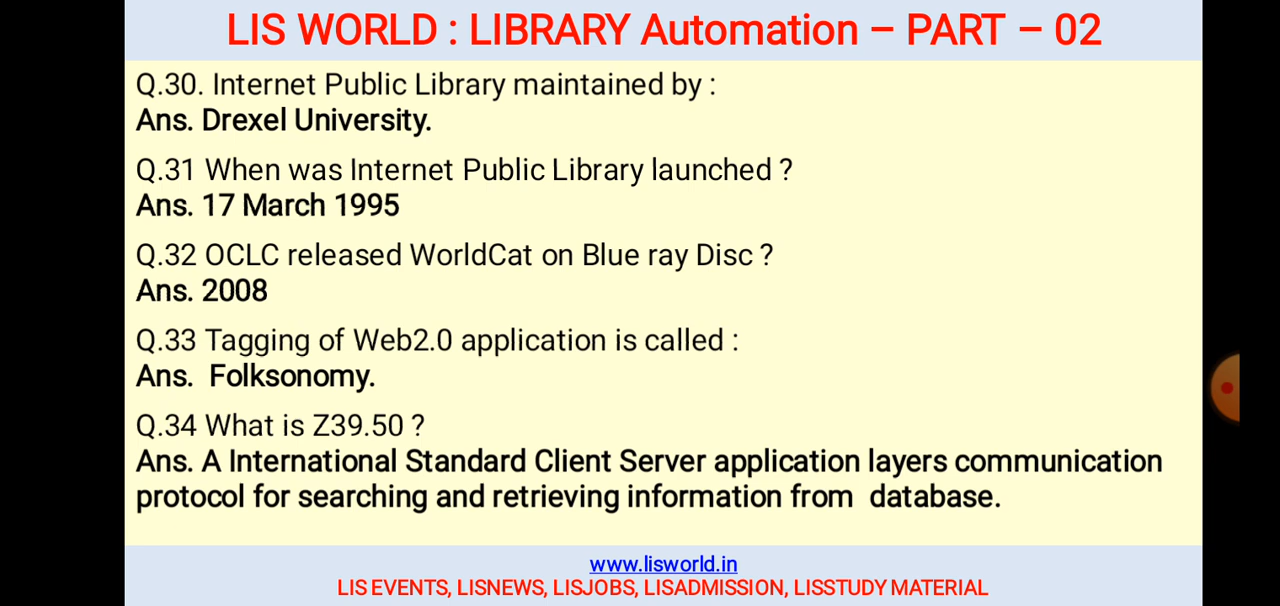 LIS WORLD : LIBRARY Automation – PART – 02
Q.30. Internet Public Library maintained by :
Ans. Drexel University.
Q.31 When was Internet Public Library launched ?
Ans. 17 March 1995
Q.32 OCLC released WorldCat on Blue ray Disc ?
Ans. 2008
Q.33 Tagging of Web2.0 application is called :
Ans.  Folksonomy.
Q.34 What is Z39.50 ?
Ans. A International Standard Client Server application layers communication
protocol for searching and retrieving information from  database.
www.lisworld.in
LIS EVENTS, LISNEWS, LISJOBS, LISADMISSION, LISSTUDY MATERIAL